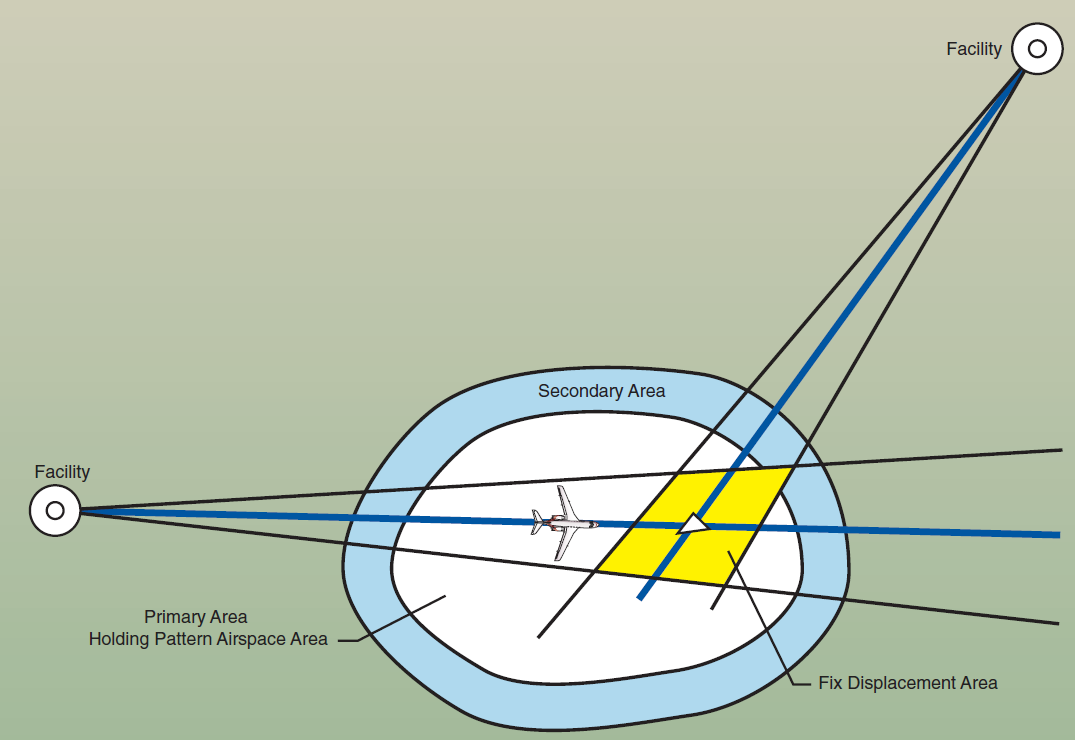 Facility
Secondary Area
Facility
Primary Area
Holding Pattern Airspace Area
Fix Displacement Area